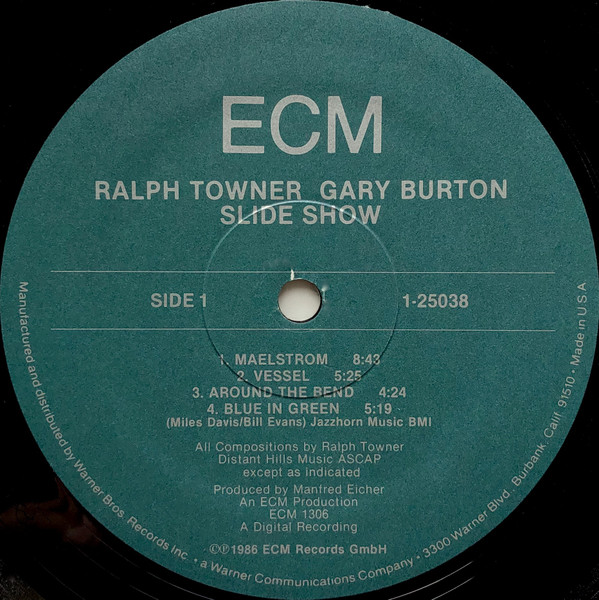 ECM
RALPH TOWNER GARY BURTON
SLIDE SHOW
SIDE 1
1-25038
1. MAELSTROM 8:43
2. VESSEL 5:25
3. AROUND THE BEND 4:24
4. BLUE IN GREEN 5:19
(Miles Davis/Bill Evans) Jazzhorn Music BMI
All Compositions by Ralph Towner
Distant Hills Music ASCAP
except as indicated
Produced by Manfred Eicher
An ECM Production
ECM 1306
A Digital Recording
©℗1986 ECM Records GmbH
Manufactured and distributed by Warner Bros. Records Inc. • a Warner Communications Company • 3300 Warner Blvd., Burbank, Calif. 91510 • Made in U.S.A